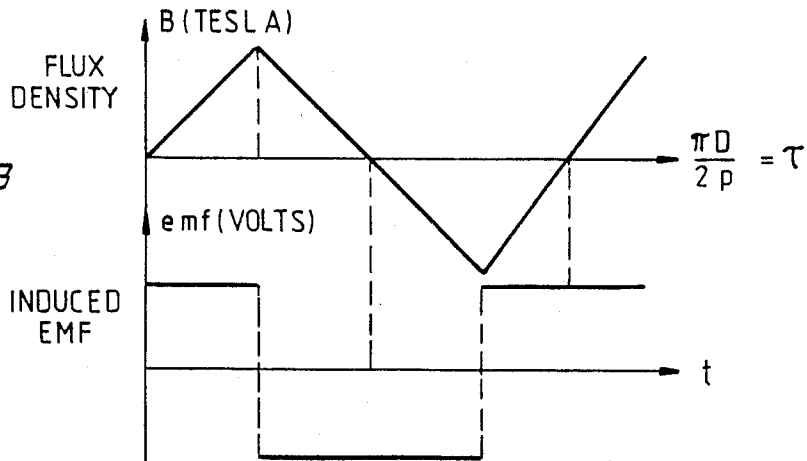 B (TESLA)
FLUX
DENSITY
πD
2p
= τ
emf (VOLTS)
INDUCED
EMF
t